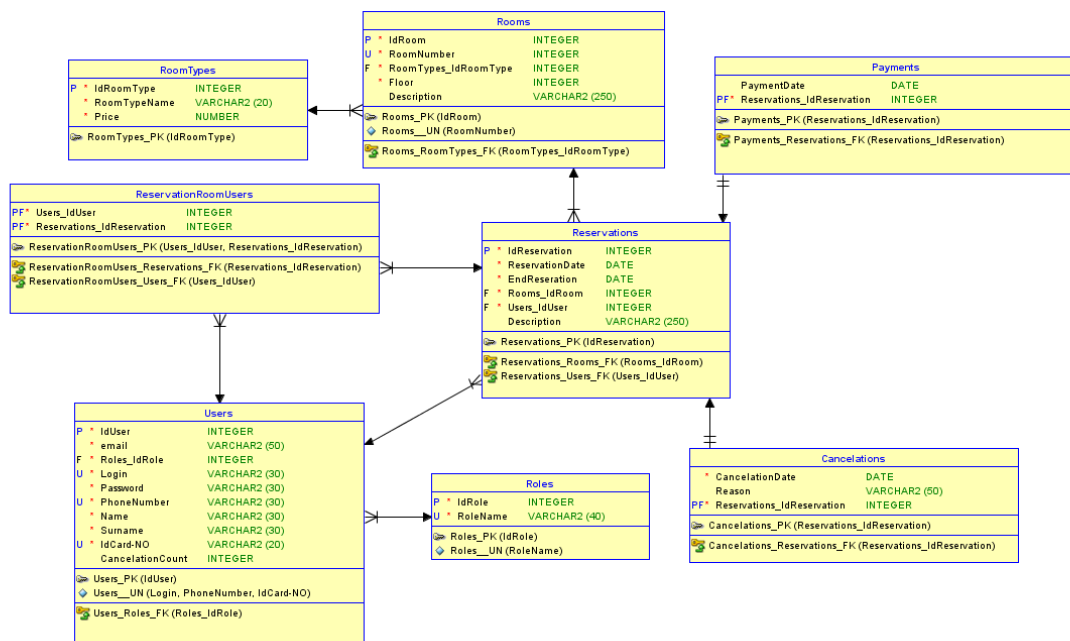 Rooms
P * IdRoom INTEGER
U * RoomNumber INTEGER
F * RoomTypes_IdRoomType INTEGER
* Floor INTEGER
Description VARCHAR2 (250)
Rooms_PK (IdRoom)
Rooms__UN (RoomNumber)
Rooms_RoomTypes_FK (RoomTypes_IdRoomType)
RoomTypes
P * IdRoomType INTEGER
* RoomTypeName VARCHAR2 (20)
* Price NUMBER
RoomTypes_PK (IdRoomType)
Payments
PaymentDate DATE
PF* Reservations_IdReservation INTEGER
Payments_PK (Reservations_IdReservation)
Payments_Reservations_FK (Reservations_IdReservation)
ReservationRoomUsers
PF* Users_IdUser INTEGER
PF* Reservations_IdReservation INTEGER
ReservationRoomUsers_PK (Users_IdUser, Reservations_IdReservation)
ReservationRoomUsers_Reservations_FK (Reservations_IdReservation)
ReservationRoomUsers_Users_FK (Users_IdUser)
Reservations
P * IdReservation INTEGER
* ReservationDate DATE
* EndReseration DATE
F * Rooms_IdRoom INTEGER
F * Users_IdUser INTEGER
Description VARCHAR2 (250)
Reservations_PK (IdReservation)
Reservations_Rooms_FK (Rooms_IdRoom)
Reservations_Users_FK (Users_IdUser)
Users
P * IdUser INTEGER
* email VARCHAR2 (50)
F * Roles_IdRole INTEGER
U * Login VARCHAR2 (30)
* Password VARCHAR2 (30)
U * PhoneNumber VARCHAR2 (30)
* Name VARCHAR2 (30)
* Surname VARCHAR2 (30)
U * IdCard-NO VARCHAR2 (20)
CancelationCount INTEGER
Users_PK (IdUser)
Users__UN (Login, PhoneNumber, IdCard-NO)
Users_Roles_FK (Roles_IdRole)
Roles
P * IdRole INTEGER
U * RoleName VARCHAR2 (40)
Roles_PK (IdRole)
Roles__UN (RoleName)
Cancelations
* CancelationDate DATE
Reason VARCHAR2 (50)
PF* Reservations_IdReservation INTEGER
Cancelations_PK (Reservations_IdReservation)
Cancelations_Reservations_FK (Reservations_IdReservation)